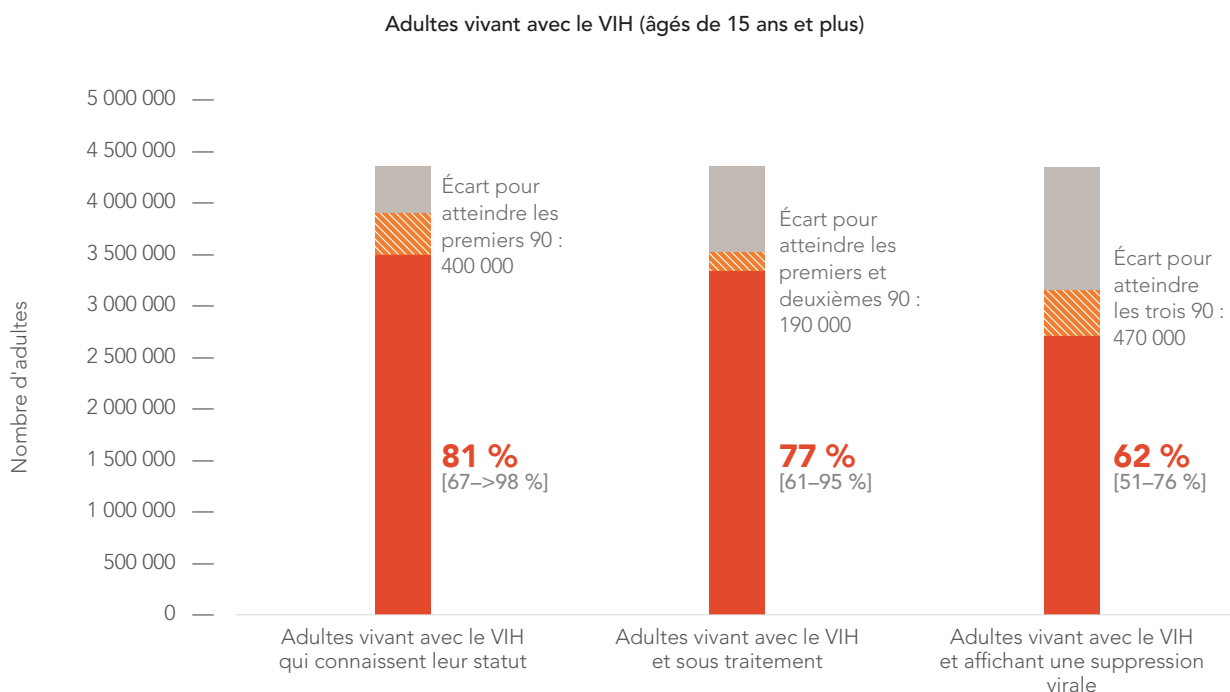 Adultes vivant avec le VIH (âgés de 15 ans et plus)
Nombre d'adultes
5 000 000
4 500 000
4 000 000
3 500 000
3 000 000
2 500 000
2 000 000
1 500 000
1 000 000
500 000
0
Écart pour
atteindre les
premiers 90 :
400 000
81 %
[67–>98 %]
Écart pour
atteindre les
premiers et
deuxièmes 90 :
190 000
77 %
[61–95 %]
Écart pour
atteindre
les trois 90 :
470 000
62 %
[51–76 %]
Adultes vivant avec le VIH
qui connaissent leur statut
Adultes vivant avec le VIH
et sous traitement
Adultes vivant avec le VIH
et affichant une suppression
virale